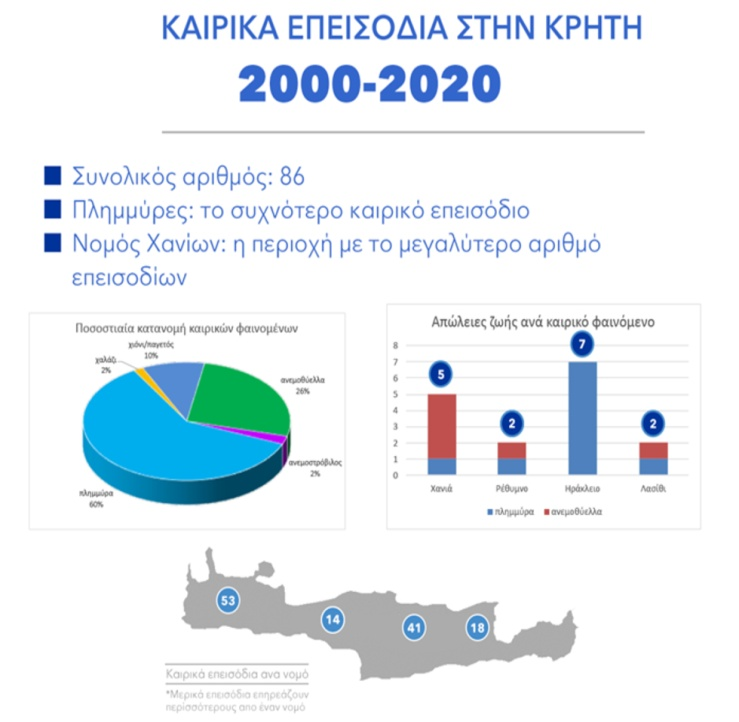 ΚΑΙΡΙΚΑ ΕΠΕΙΣΟΔΙΑ ΣΤΗΝ ΚΡΗΤΗ
2000-2020
Συνολικός αριθμός: 86
Πλημμύρες: το συχνότερο καιρικό επεισόδιο
Νομός Χανίων: η περιοχή με το μεγαλύτερο αριθμό
επεισοδίων
Ποσοστιαία κατανομή καιρικών φαινομένων
χιόνι/παγετός
10%
χαλάζι
2%
ανεμοθύελλα
26%
ανεμοστρόβιλος
2%
πλημμύρα
60%
Απώλειες ζωής ανά καιρικό φαινόμενο
8
7
6
5
4
3
2
1
0
5
2
7
2
Χανιά Ρέθυμνο Ηράκλειο Λασίθι
πλημμύρα ανεμοθύελλα
53
14
41
18
Καιρικά επεισόδια ανα νομό
*Μερικά επεισόδια επηρεάζουν
περίσσότερους απο έναν νομό